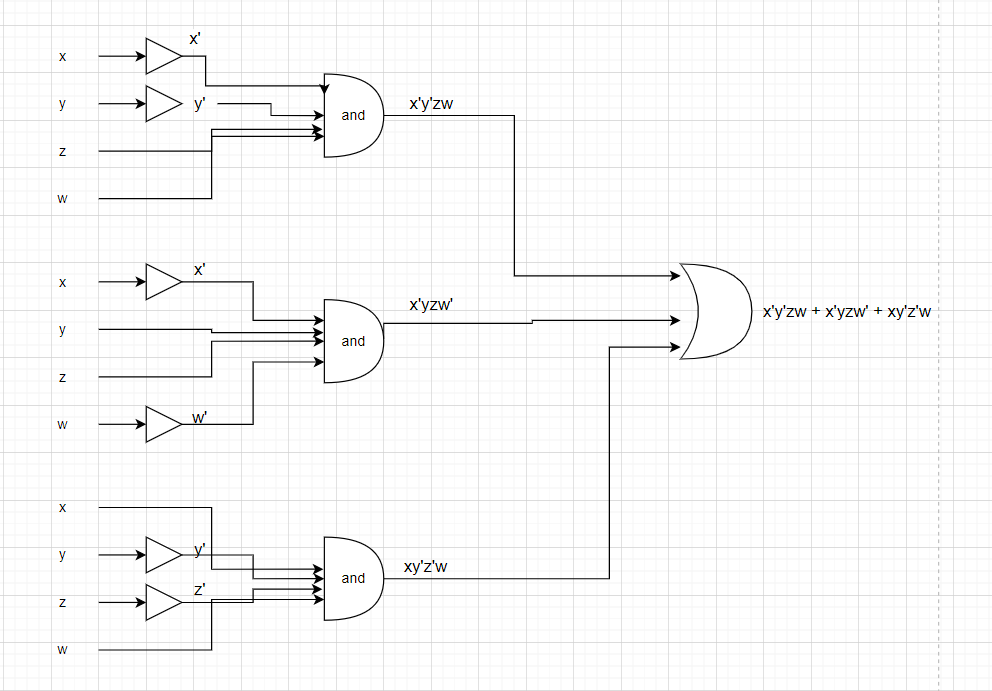 x'
x
y
y'
and
x'y'zw
z
w
x'
x
x'yzw'
x'y'zw + x'yzw' + xy'z'w
y
and
z
w'
w
x
y'
y
xy'z'w
and
z'
z
w